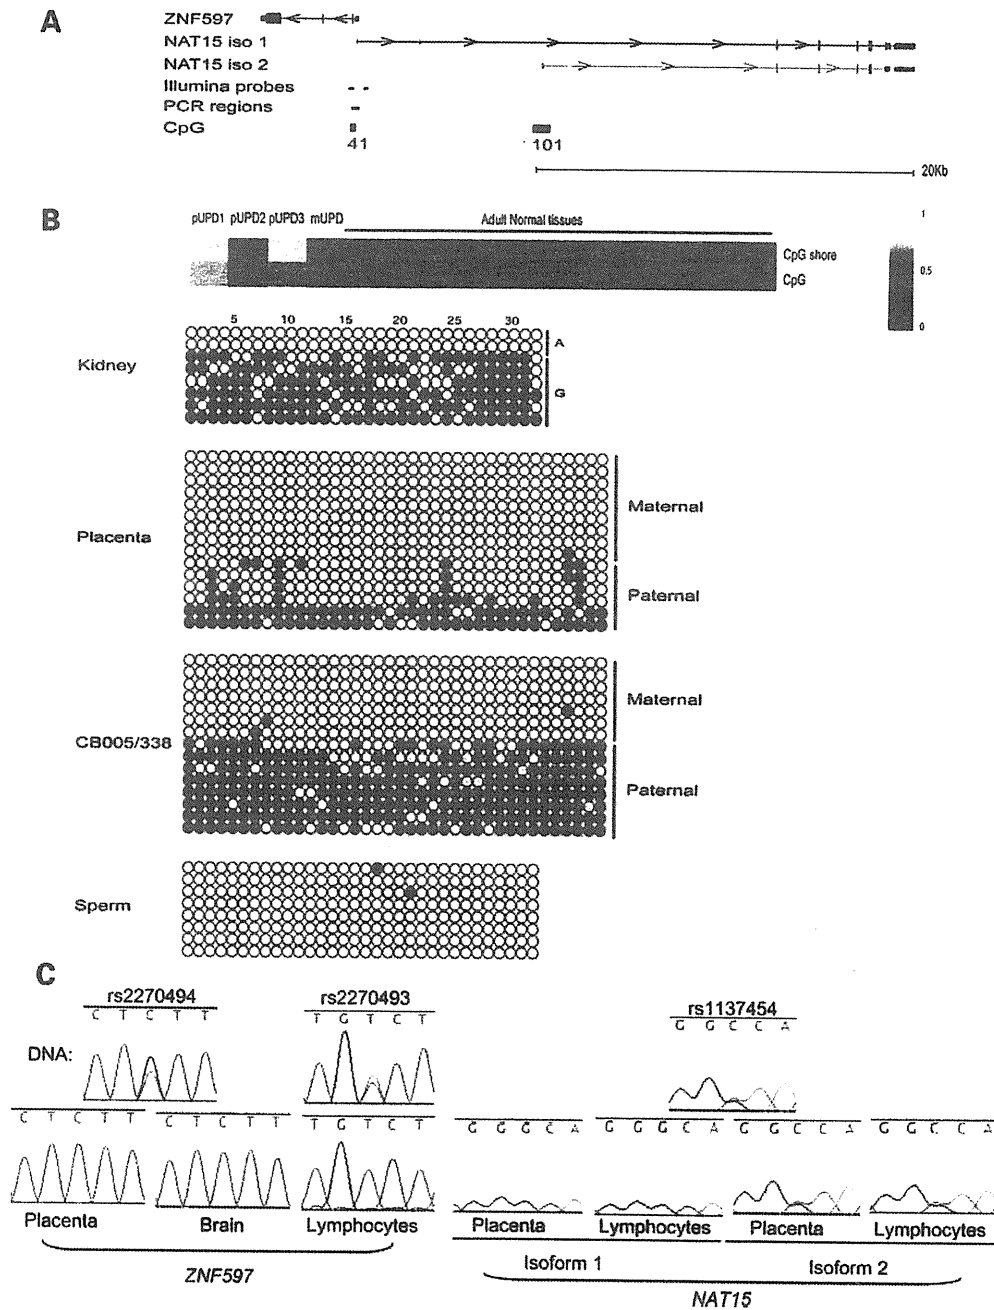 A
ZNF597
NAT15 iso 1
NAT15 iso 2
Illumina probes
PCR regions
CpG
41
101
20Kb
B
pUPD1 pUPD2 pUPD3 mUPD Adult Normal tissues
CpG shore
CpG
1
0.5
0
5 10 15 20 25 30
Kidney
A
G
Placenta
Maternal
Paternal
CB005/338
Maternal
Paternal
Sperm
C
rs2270494 rs2270493 rs1137454
C T C T T
T G T C T
G G C C A
DNA:
C T C T T
C T C T T
T G T C T
G G G C A
G G G C A
G G C C A
G G C C A
Placenta Brain Lymphocytes Placenta Lymphocytes Placenta Lymphocytes
Isoform 1 Isoform 2
ZNF597
NAT15